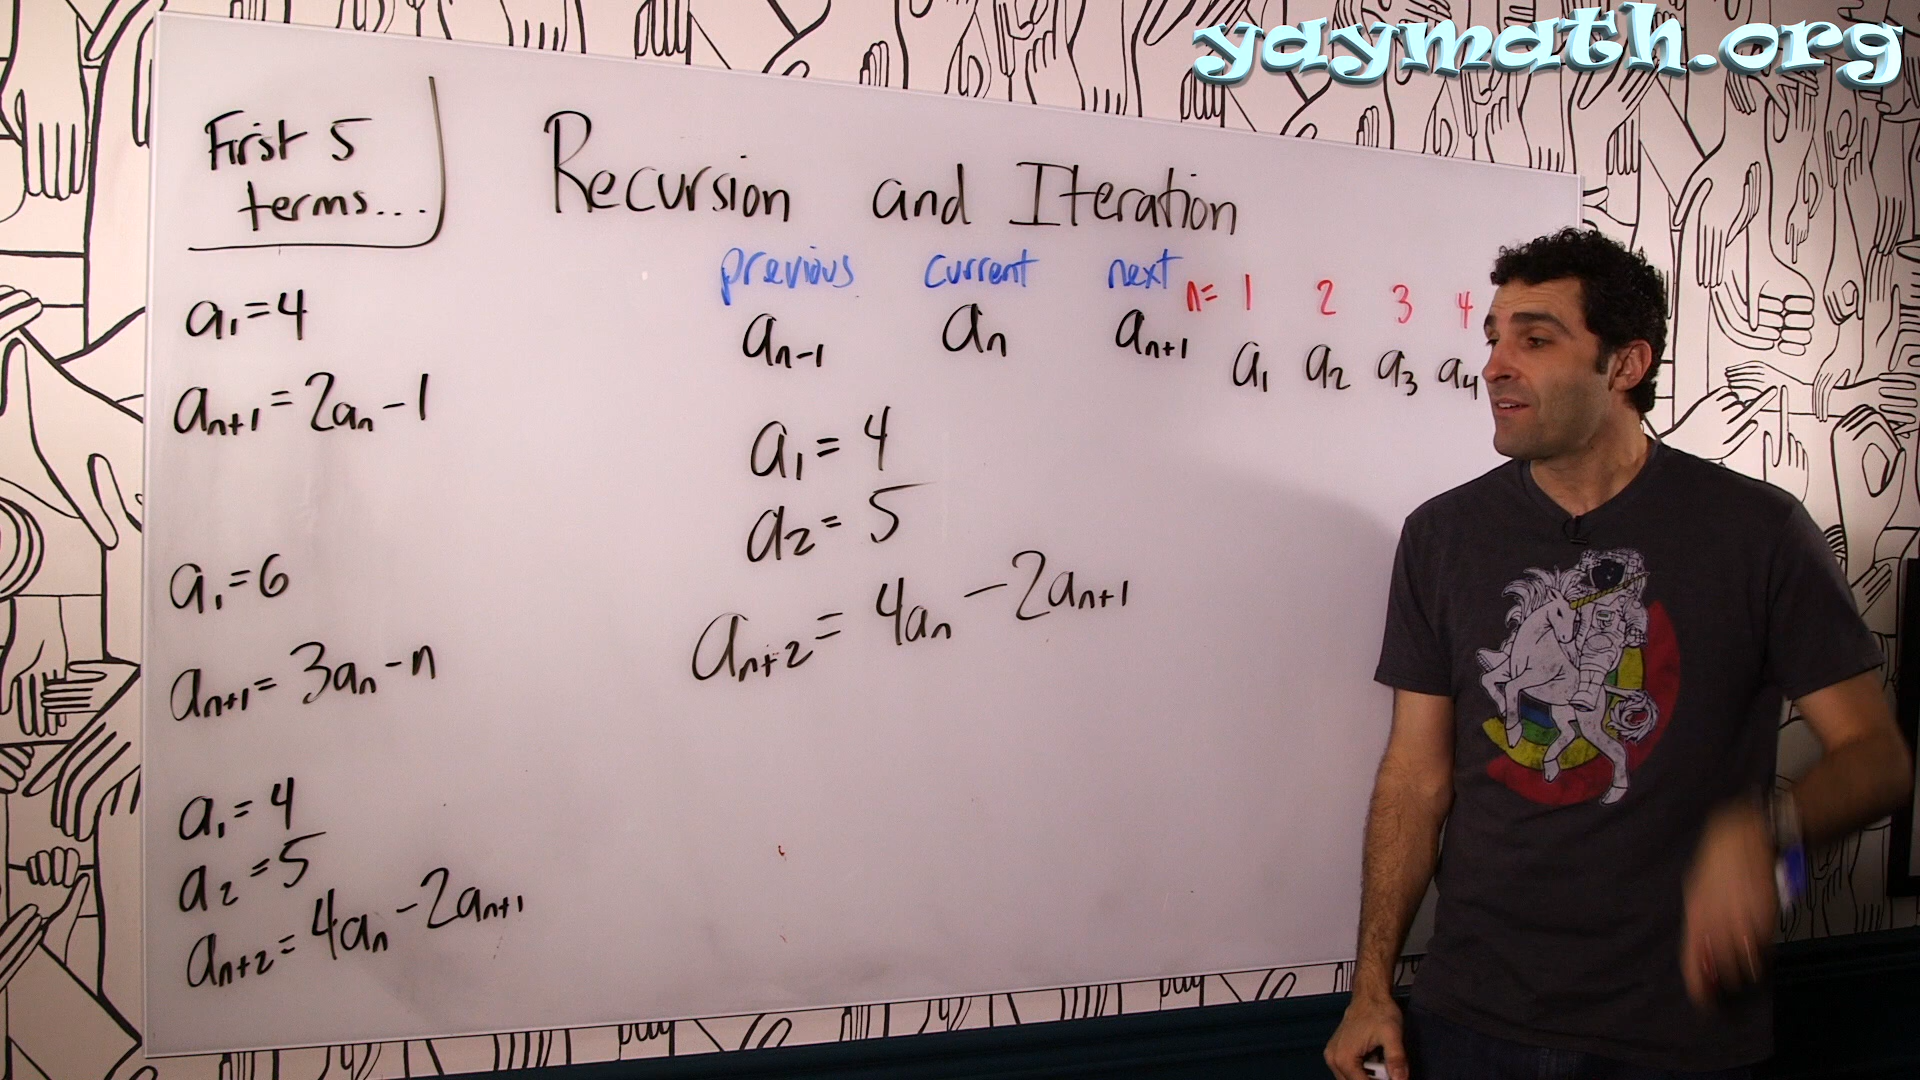 yaymath.org
First 5
terms...
Recursion and Iteration
previous current next
n= 1 2 3 4
aₙ₋₁ aₙ aₙ₊₁
a₁ a₂ a₃ a₄
a₁=4
aₙ₊₁=2aₙ-1
a₁=6
aₙ₊₁=3aₙ-n
a₁=4
a₂=5
aₙ₊₂=4aₙ-2aₙ₊₁
a₁=4
a₂=5
aₙ₊₂=4aₙ-2aₙ₊₁